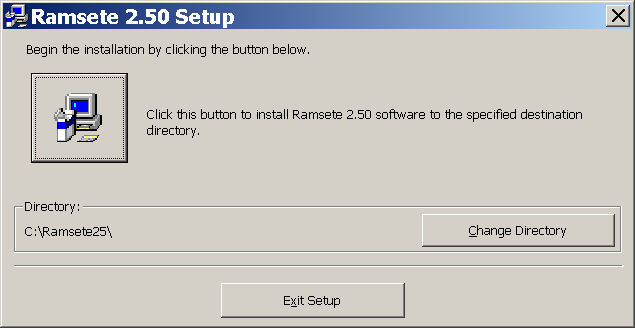 Ramsete 2.50 Setup
Begin the installation by clicking the button below.
Click this button to install Ramsete 2.50 software to the specified destination
directory.
Directory:
C:\Ramsete25\
Change Directory
Exit Setup